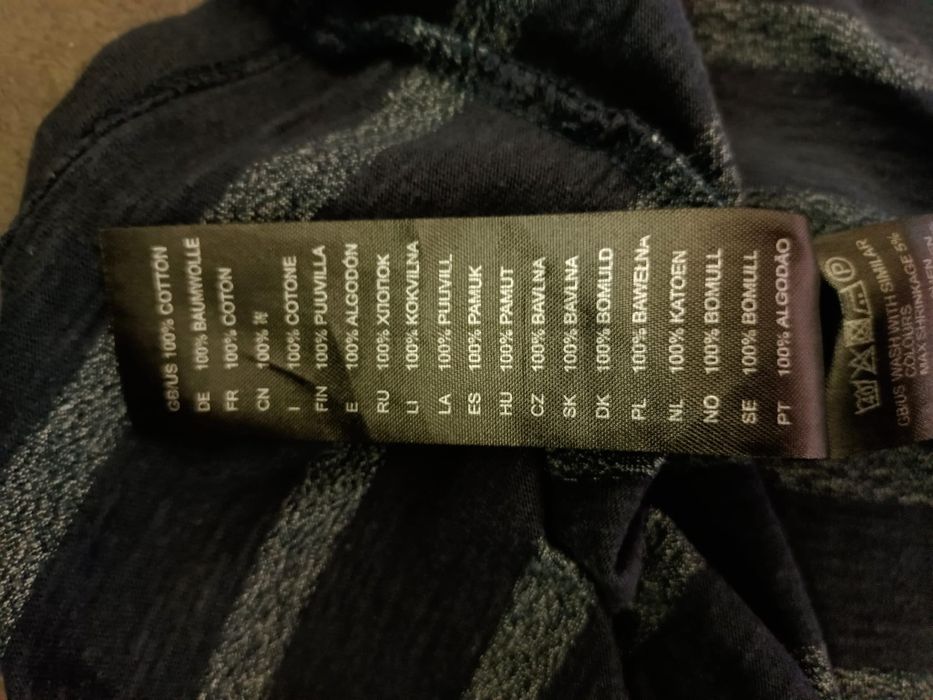 GB/US 100% COTTON
DE 100% BAUMWOLLE
FR 100% COTON
CN 100%
I 100% COTONE
FIN 100% PUUVILLA
E 100% ALGODÓN
RU 100% XIOTIOK
LI 100% KOKVILNA
LA 100% PUUVILL
ES 100% PAMUK
HU 100% PAMUT
CZ 100% BAVLNA
SK 100% BAVLNA
DK 100% BOMULD
PL 100% BAWEŁNA
NL 100% KATOEN
NO 100% BOMULL
SE 100% BOMULL
PT 100% ALGODÃO
40
P
GB/US WASH WITH SIMILAR
COLOURS
MAX SHRINKAGE 5%